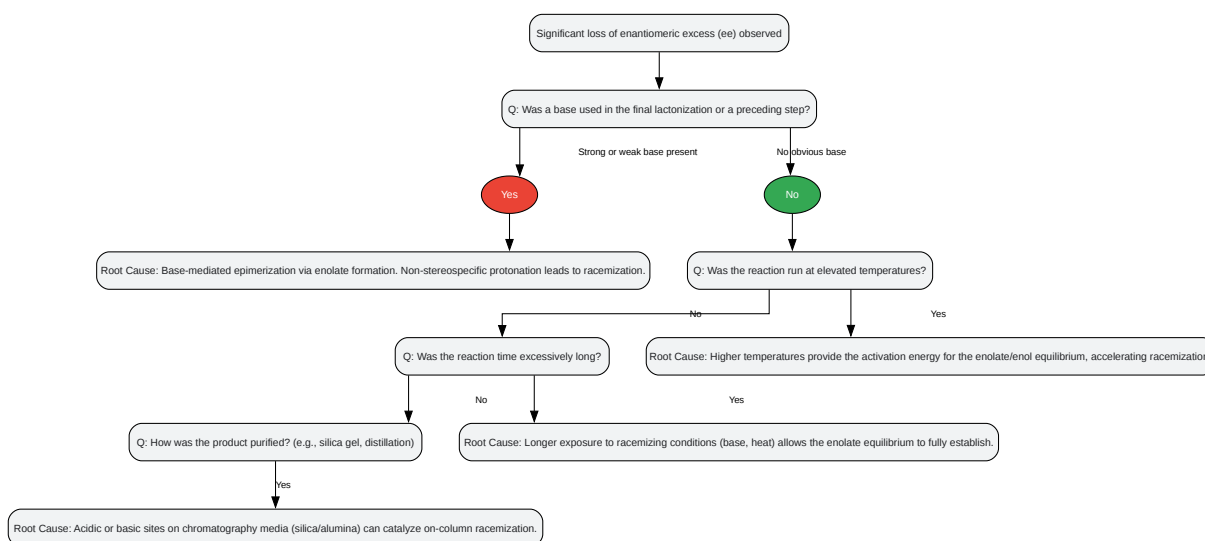 Significant loss of enantiomeric excess (ee) observed
Q: Was a base used in the final lactonization or a preceding step?
Strong or weak base present
No obvious base
Yes
No
Root Cause: Base-mediated epimerization via enolate formation. Non-stereospecific protonation leads to racemization.
Q: Was the reaction run at elevated temperatures?
No
Yes
Q: Was the reaction time excessively long?
Root Cause: Higher temperatures provide the activation energy for the enolate/enol equilibrium, accelerating racemization
No
Yes
Q: How was the product purified? (e.g., silica gel, distillation)
Root Cause: Longer exposure to racemizing conditions (base, heat) allows the enolate equilibrium to fully establish.
Yes
Root Cause: Acidic or basic sites on chromatography media (silica/alumina) can catalyze on-column racemization.